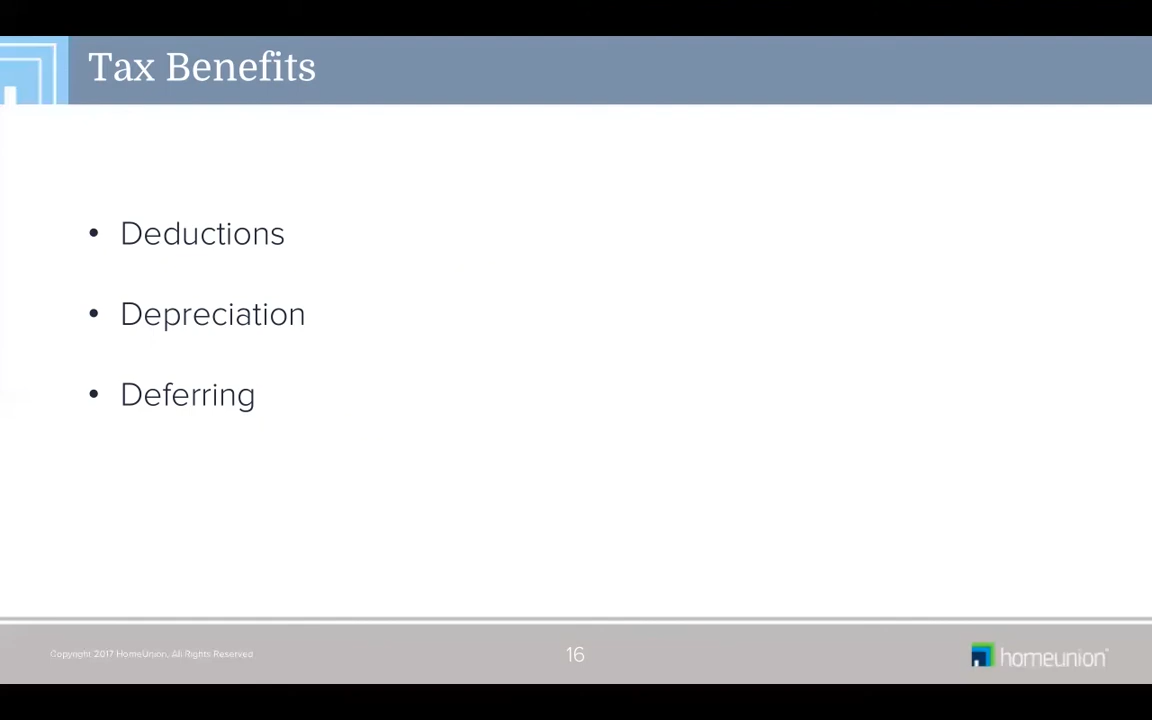 Tax Benefits
• Deductions
• Depreciation
• Deferring
Copyright 2017 HomeUnion, All Rights Reserved
16
homeunion®